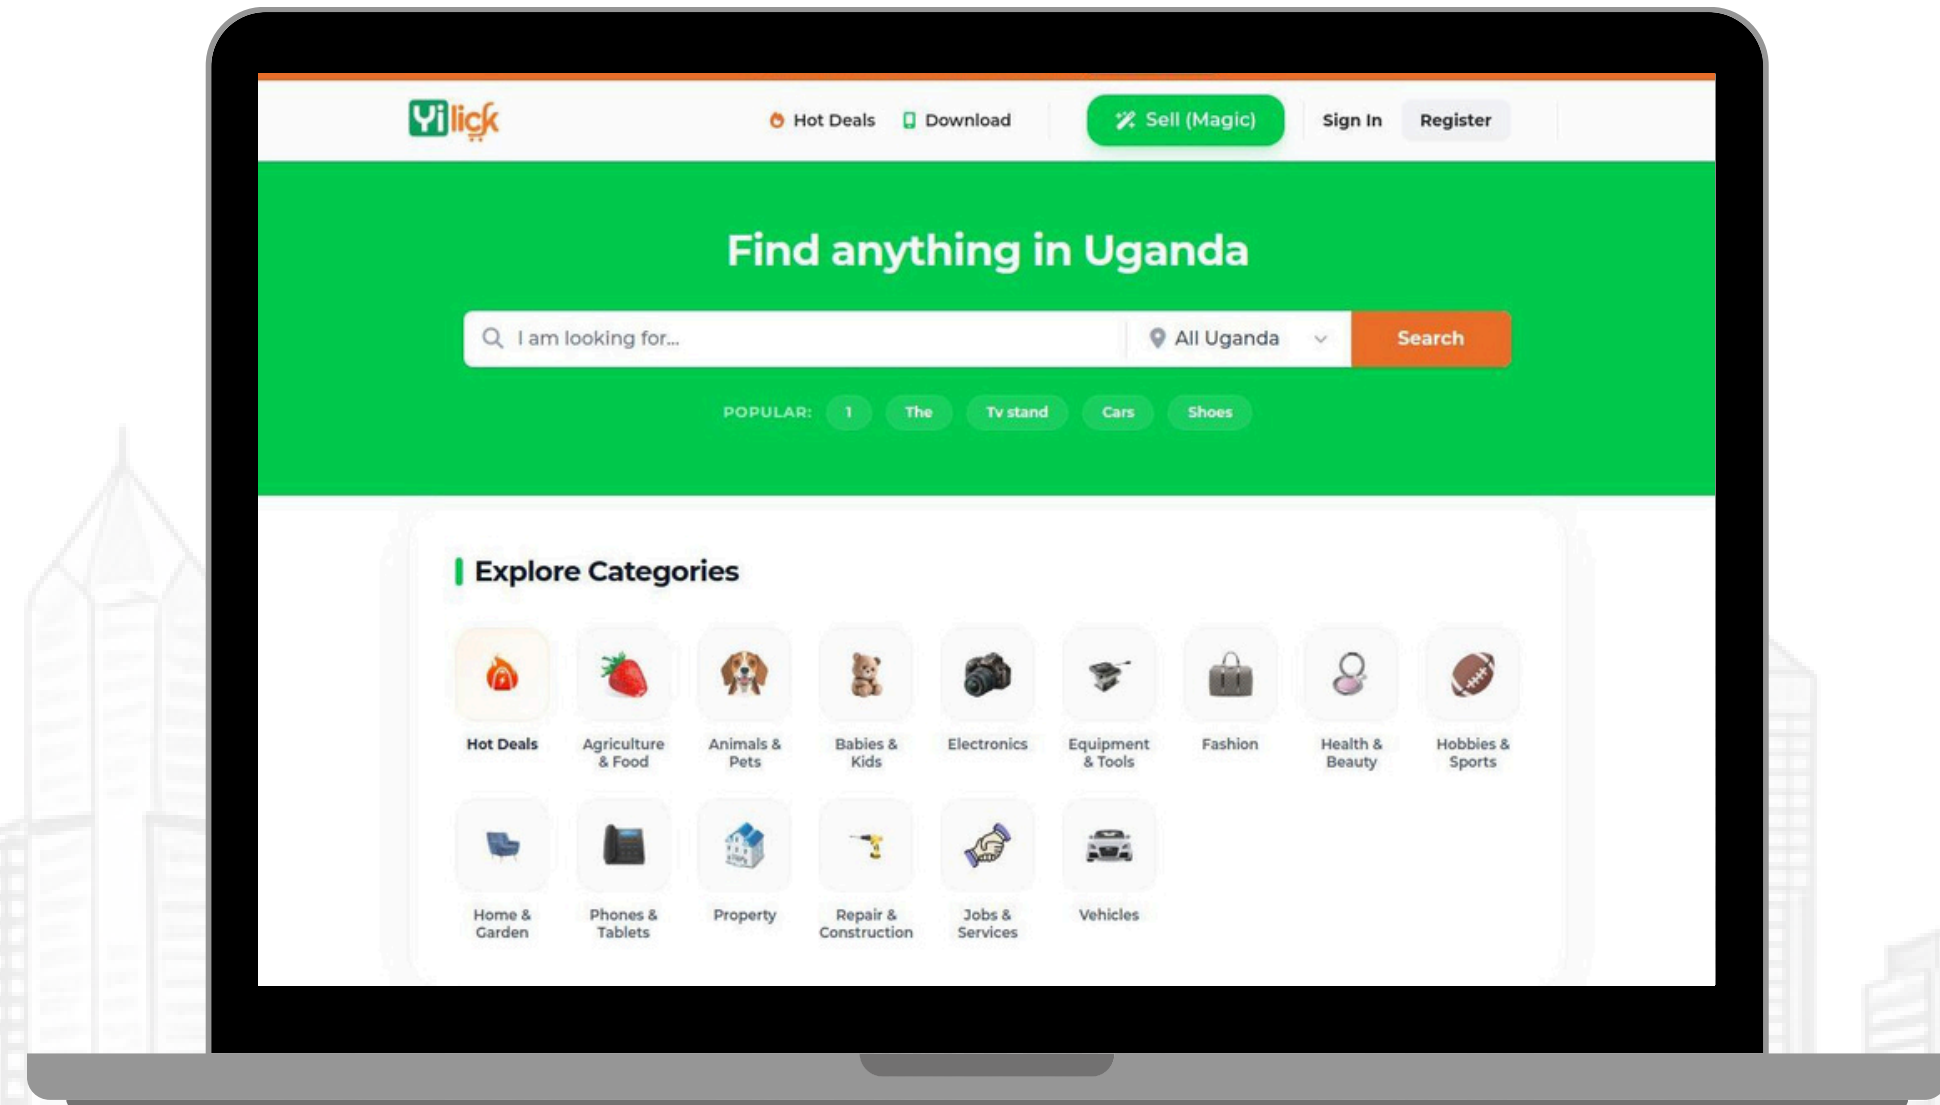 Yilick
Hot Deals
Download
Sell (Magic)
Sign In
Register
Find anything in Uganda
I am looking for...
All Uganda
Search
POPULAR:
1
The
Tv stand
Cars
Shoes
Explore Categories
Hot Deals
Agriculture
& Food
Animals &
Pets
Babies &
Kids
Electronics
Equipment
& Tools
Fashion
Health &
Beauty
Hobbies &
Sports
Home &
Garden
Phones &
Tablets
Property
Repair &
Construction
Jobs &
Services
Vehicles